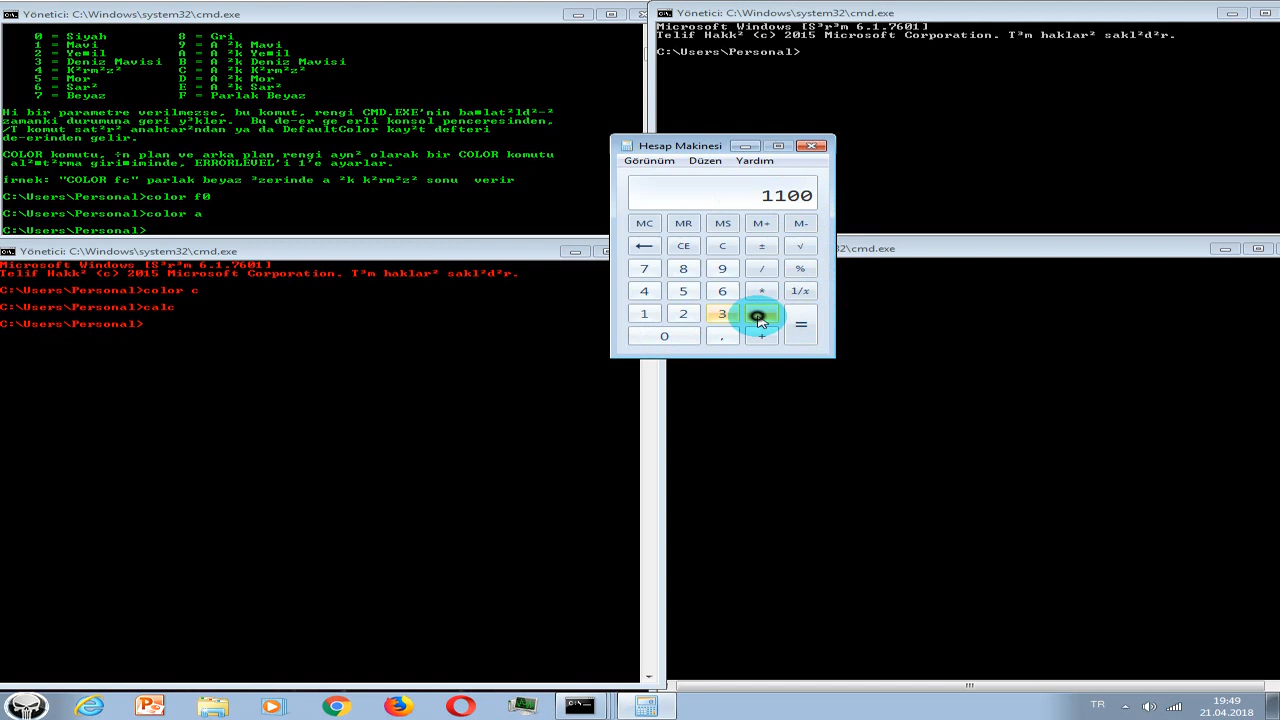 Yönetici: C:\Windows\system32\cmd.exe
0 = Siyah 8 = Gri
1 = Mavi 9 = A ²k Mavi
2 = Ye■il A = A ²k Ye■il
3 = Deniz Mavisi B = A ²k Deniz Mavisi
4 = K²rm²z² C = A ²k K²rm²z²
5 = Mor D = A ²k Mor
6 = Sar² E = A ²k Sar²
7 = Beyaz F = Parlak Beyaz
Hi bir parametre verilmezse, bu komut, rengi CMD.EXE'nin ba■lat²ld²-²
zamanki durumuna geri y³kler. Bu de-er ge erli konsol penceresinden,
/T komut sat²r² anahtar²ndan ya da DefaultColor kay²t defteri
de-erinden gelir.
COLOR komutu, ÷n plan ve arka plan rengi ayn² olarak bir COLOR komutu
al²■t²rma giri■iminde, ERRORLEVEL'i 1'e ayarlar.
Írnek: "COLOR fc" parlak beyaz ³zerinde a ²k k²rm²z² sonu verir
C:\Users\Personal>color f0
C:\Users\Personal>color a
C:\Users\Personal>
Yönetici: C:\Windows\system32\cmd.exe
Microsoft Windows [S³r³m 6.1.7601]
Telif Hakk² (c) 2015 Microsoft Corporation. T³m haklar² sakl²d²r.
C:\Users\Personal>
Hesap Makinesi
Görünüm Düzen Yardım
1100
MC MR MS M+ M-
← CE C ± √
7 8 9 / %
4 5 6 * 1/x
1 2 3 =
0 , +
Yönetici: C:\Windows\system32\cmd.exe
Microsoft Windows [S³r³m 6.1.7601]
Telif Hakk² (c) 2015 Microsoft Corporation. T³m haklar² sakl²d²r.
C:\Users\Personal>color c
C:\Users\Personal>calc
C:\Users\Personal>
cmd.exe
TR 19:49
21.04.2018